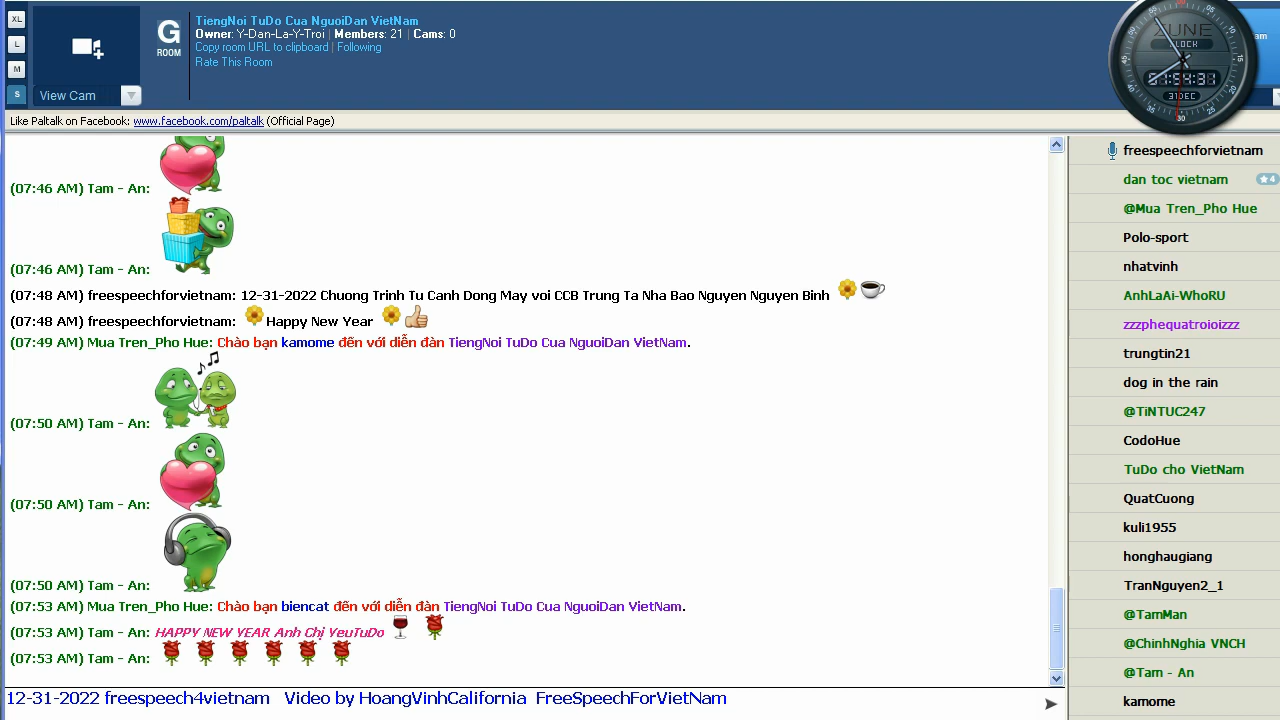 XL
L
M
S
View Cam
G
ROOM
TiengNoi TuDo Cua NguoiDan VietNam
Owner: Y-Dan-La-Y-Troi | Members: 21 | Cams: 0
Copy room URL to clipboard | Following
Rate This Room
ZUNE
CLOCK
31DEC
Like Paltalk on Facebook: www.facebook.com/paltalk (Official Page)
(07:46 AM) Tam - An:
(07:46 AM) Tam - An:
(07:48 AM) freespeechforvietnam: 12-31-2022 Chuong Trinh Tu Canh Dong May voi CCB Trung Ta Nha Bao Nguyen Nguyen Binh
(07:48 AM) freespeechforvietnam: Happy New Year
(07:49 AM) Mua Tren_Pho Hue: Chào bạn kamome đến với diễn đàn TiengNoi TuDo Cua NguoiDan VietNam.
(07:50 AM) Tam - An:
(07:50 AM) Tam - An:
(07:50 AM) Tam - An:
(07:53 AM) Mua Tren_Pho Hue: Chào bạn biencat đến với diễn đàn TiengNoi TuDo Cua NguoiDan VietNam.
(07:53 AM) Tam - An: HAPPY NEW YEAR Anh Chị YeuTuDo
(07:53 AM) Tam - An:
12-31-2022 freespeech4vietnam Video by HoangVinhCalifornia FreeSpeechForVietNam
freespeechforvietnam
dan toc vietnam
4
@Mua Tren_Pho Hue
Polo-sport
nhatvinh
AnhLaAi-WhoRU
zzzphequatroioizzz
trungtin21
dog in the rain
@TiNTUC247
CodoHue
TuDo cho VietNam
QuatCuong
kuli1955
honghaugiang
TranNguyen2_1
@TamMan
@ChinhNghia VNCH
@Tam - An
kamome